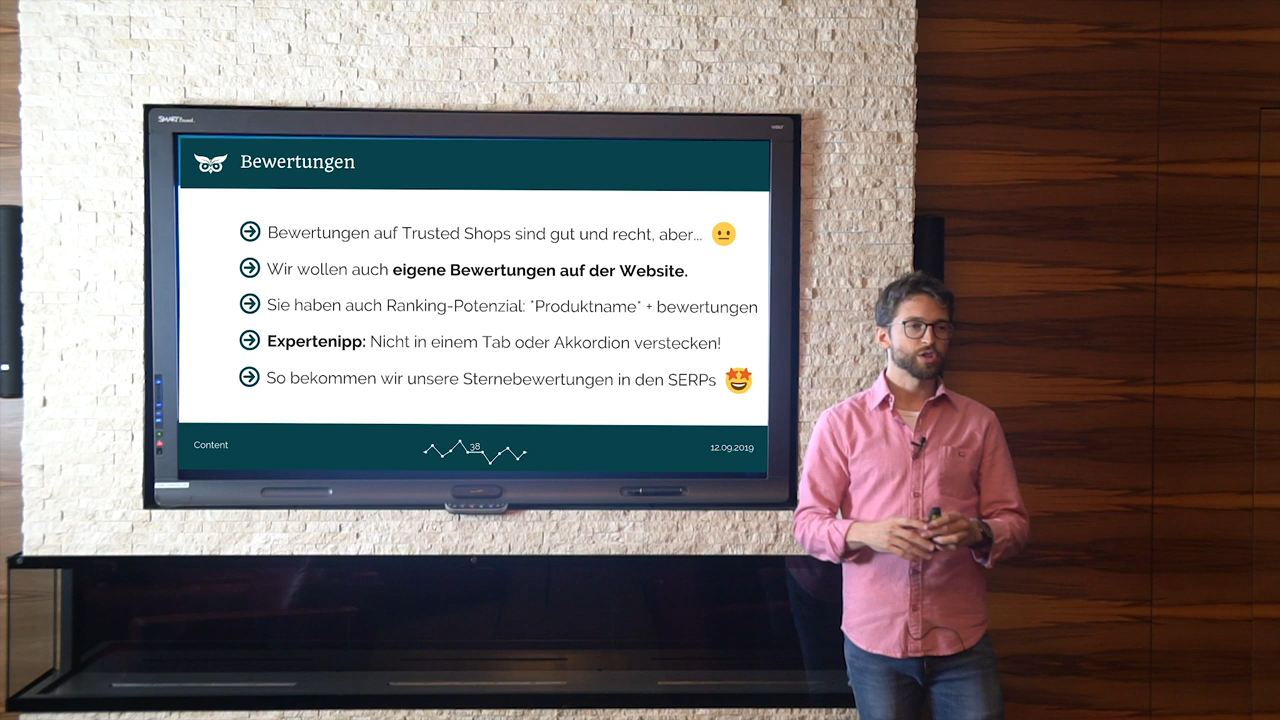 SMART Board
Bewertungen
Bewertungen auf Trusted Shops sind gut und recht, aber...
Wir wollen auch eigene Bewertungen auf der Website.
Sie haben auch Ranking-Potenzial: "Produktname" + bewertungen
Expertenipp: Nicht in einem Tab oder Akkordion verstecken!
So bekommen wir unsere Sternebewertungen in den SERPs
Content
38
12.09.2019